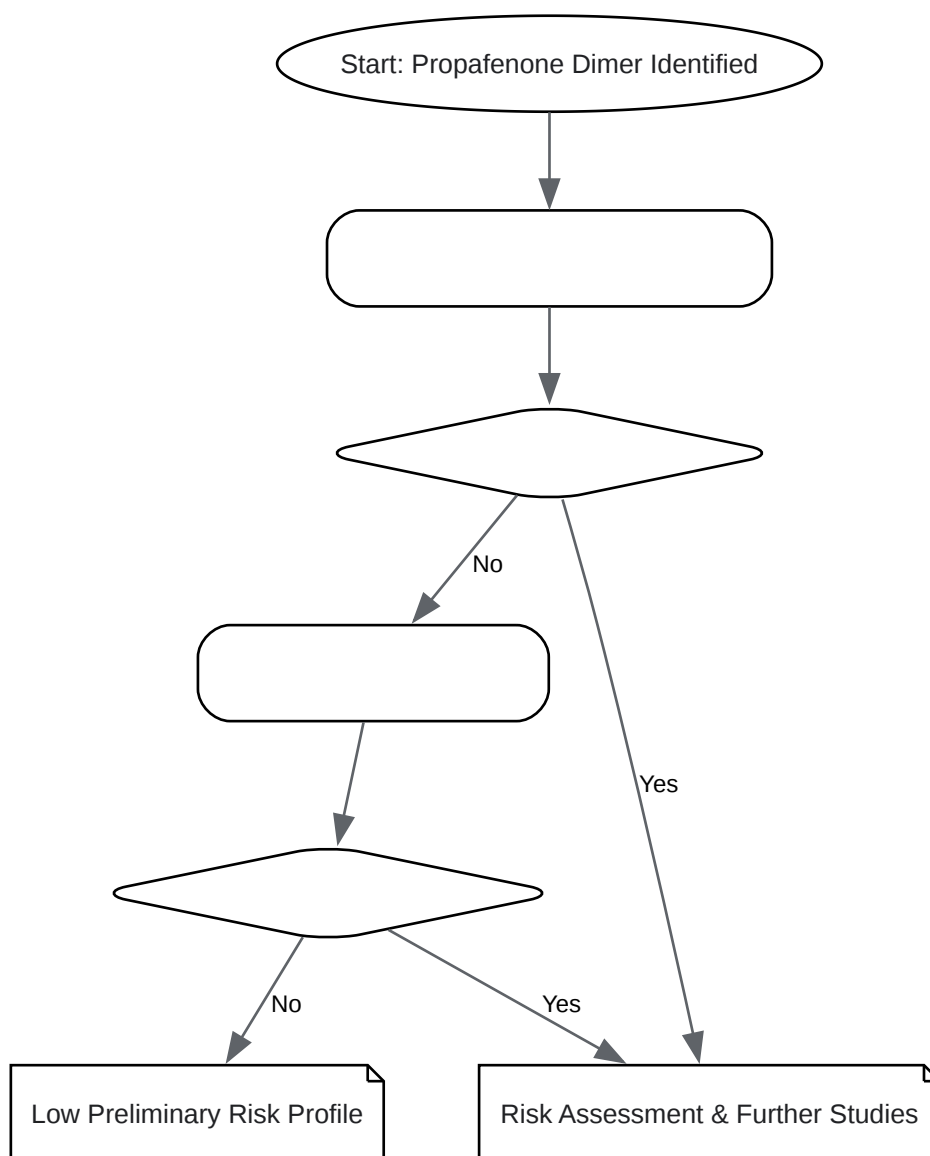 Start: Propafenone Dimer Identified
No
Yes
No
Yes
Low Preliminary Risk Profile
Risk Assessment & Further Studies